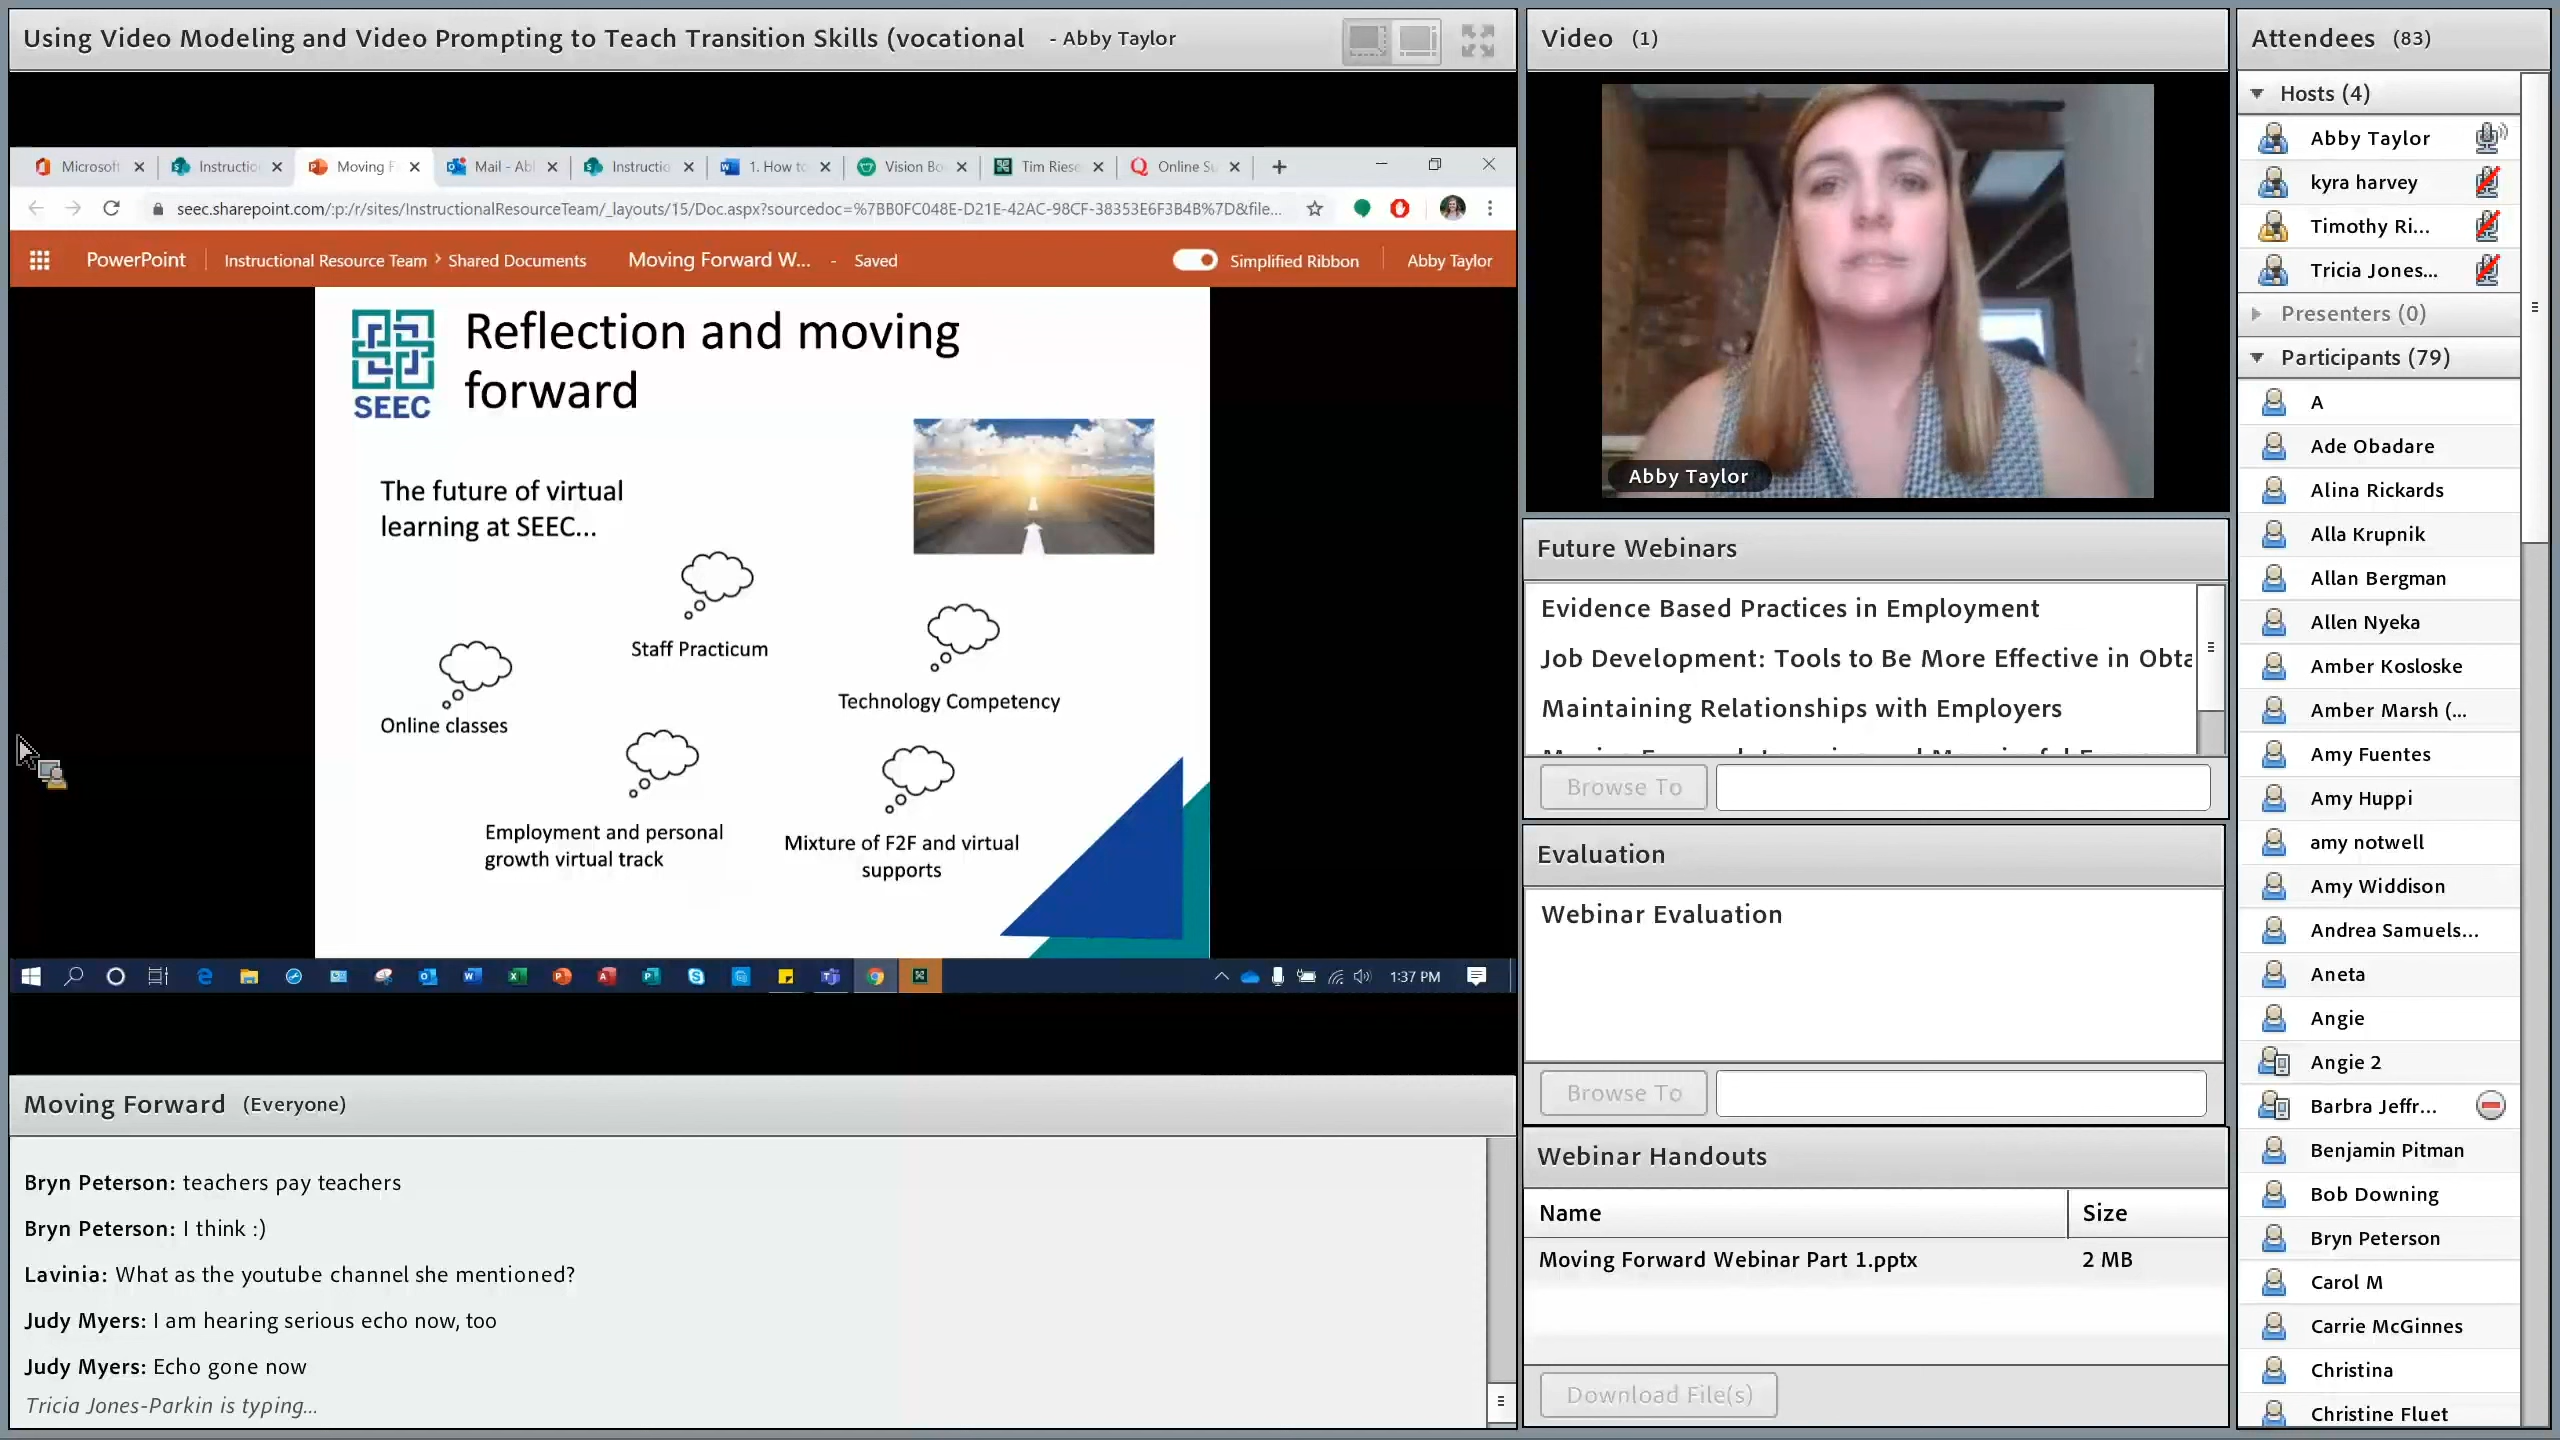 Using Video Modeling and Video Prompting to Teach Transition Skills (vocational - Abby Taylor
Microsoft
Instructio
Moving F
Mail - Ab
Instructio
1. How to
Vision Bo
Tim Riese
Online Su
seec.sharepoint.com/:p:/r/sites/InstructionalResourceTeam/_layouts/15/Doc.aspx?sourcedoc=%7BB0FC048E-D21E-42AC-98CF-38353E6F3B4B%7D&file...
PowerPoint Instructional Resource Team > Shared Documents Moving Forward W... - Saved Simplified Ribbon Abby Taylor
SEEC
Reflection and moving
forward
The future of virtual
learning at SEEC...
Staff Practicum
Technology Competency
Online classes
Employment and personal
growth virtual track
Mixture of F2F and virtual
supports
1:37 PM
Moving Forward (Everyone)
Bryn Peterson: teachers pay teachers
Bryn Peterson: I think :)
Lavinia: What as the youtube channel she mentioned?
Judy Myers: I am hearing serious echo now, too
Judy Myers: Echo gone now
Tricia Jones-Parkin is typing...
Video (1)
Abby Taylor
Future Webinars
Evidence Based Practices in Employment
Job Development: Tools to Be More Effective in Obta
Maintaining Relationships with Employers
Browse To
Evaluation
Webinar Evaluation
Browse To
Webinar Handouts
Name Size
Moving Forward Webinar Part 1.pptx 2 MB
Download File(s)
Attendees (83)
Hosts (4)
Abby Taylor
kyra harvey
Timothy Ri...
Tricia Jones...
Presenters (0)
Participants (79)
A
Ade Obadare
Alina Rickards
Alla Krupnik
Allan Bergman
Allen Nyeka
Amber Kosloske
Amber Marsh (...
Amy Fuentes
Amy Huppi
amy notwell
Amy Widdison
Andrea Samuels...
Aneta
Angie
Angie 2
Barbra Jeffr...
Benjamin Pitman
Bob Downing
Bryn Peterson
Carol M
Carrie McGinnes
Christina
Christine Fluet